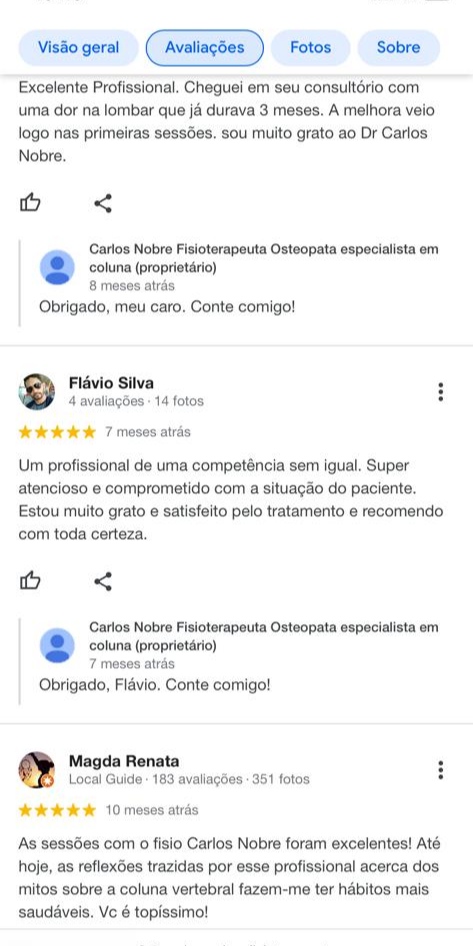 Visão geral
Avaliações
Fotos
Sobre
Excelente Profissional. Cheguei em seu consultório com
uma dor na lombar que já durava 3 meses. A melhora veio
logo nas primeiras sessões. sou muito grato ao Dr Carlos
Nobre.
Carlos Nobre Fisioterapeuta Osteopata especialista em
coluna (proprietário)
8 meses atrás
Obrigado, meu caro. Conte comigo!
Flávio Silva
4 avaliações · 14 fotos
7 meses atrás
Um profissional de uma competência sem igual. Super
atencioso e comprometido com a situação do paciente.
Estou muito grato e satisfeito pelo tratamento e recomendo
com toda certeza.
Carlos Nobre Fisioterapeuta Osteopata especialista em
coluna (proprietário)
7 meses atrás
Obrigado, Flávio. Conte comigo!
Magda Renata
Local Guide · 183 avaliações · 351 fotos
10 meses atrás
As sessões com o fisio Carlos Nobre foram excelentes! Até
hoje, as reflexões trazidas por esse profissional acerca dos
mitos sobre a coluna vertebral fazem-me ter hábitos mais
saudáveis. Vc é topíssimo!